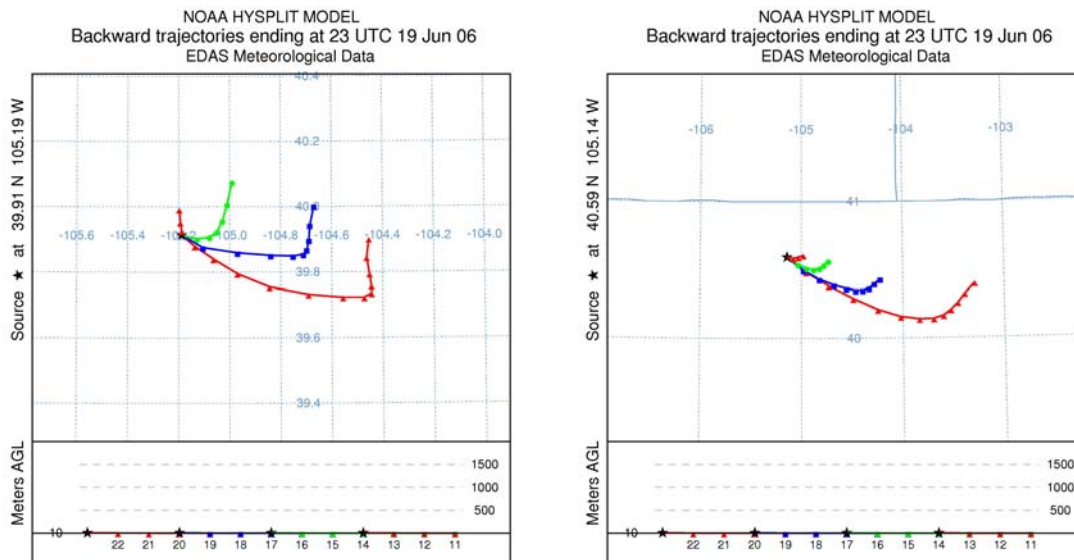 NOAA HYSPLIT MODEL
Backward trajectories ending at 23 UTC 19 Jun 06
EDAS Meteorological Data
Source ★ at 39.91 N 105.19 W
40.4
40.2
-105.6 -105.4 -105.0 -104.8 -104.6 -104.4 -104.2 -104.0
39.8
39.6
39.4
Meters AGL
1500
1000
500
10
22 21 20 19 18 17 16 15 14 13 12 11
NOAA HYSPLIT MODEL
Backward trajectories ending at 23 UTC 19 Jun 06
EDAS Meteorological Data
Source ★ at 40.59 N 105.14 W
-106 -105 -104 -103
41
40
Meters AGL
1500
1000
500
10
22 21 20 19 18 17 16 15 14 13 12 11